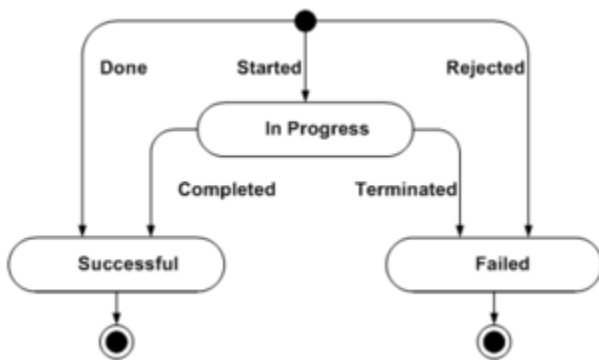 Done
Started
Rejected
In Progress
Completed
Terminated
Successful
Failed